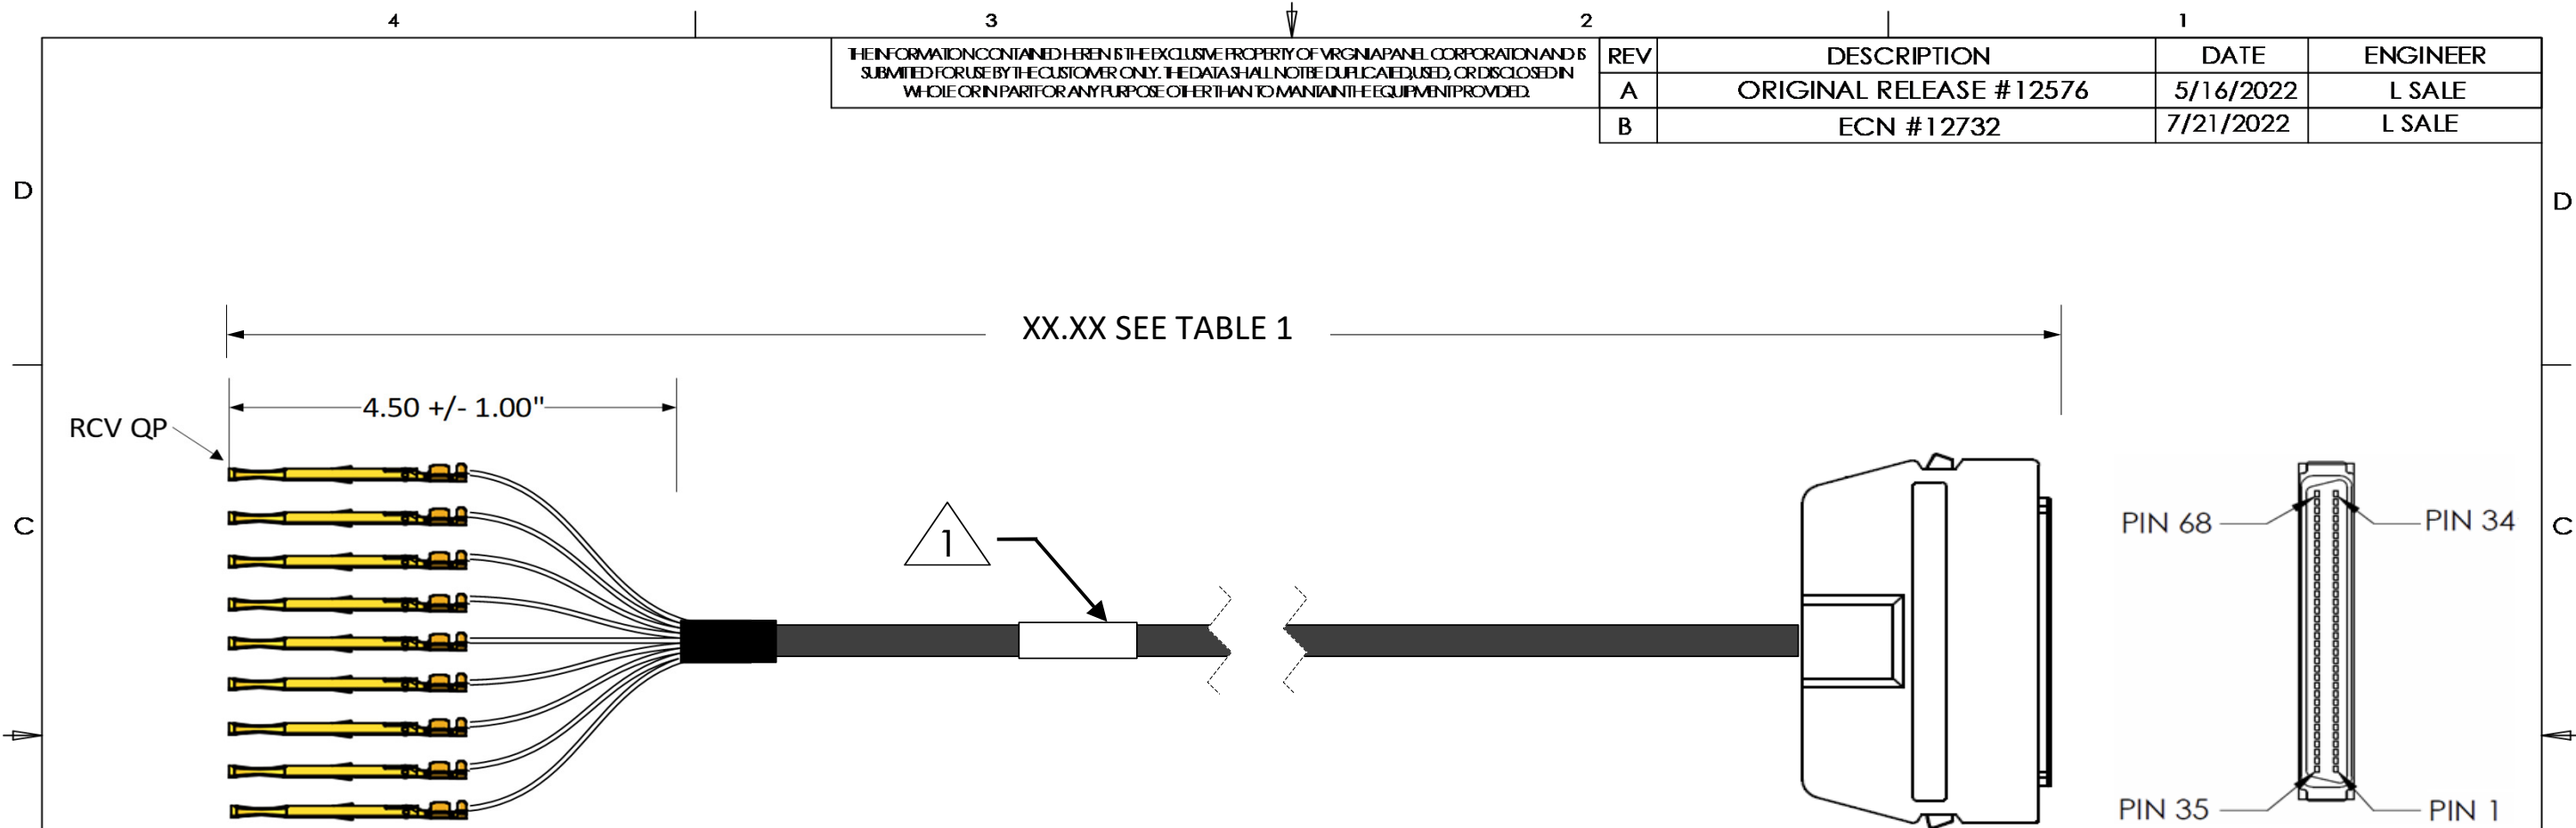 4 3 2 1
THE INFORMATION CONTAINED HEREIN IS THE EXCLUSIVE PROPERTY OF VIRGINIA PANEL CORPORATION AND IS
SUBMITTED FOR USE BY THE CUSTOMER ONLY. THE DATA SHALL NOT BE DUPLICATED, USED, OR DISCLOSED IN
WHOLE OR IN PART FOR ANY PURPOSE OTHER THAN TO MAINTAIN THE EQUIPMENT PROVIDED.
REV DESCRIPTION DATE ENGINEER
A ORIGINAL RELEASE #12576 5/16/2022 L SALE
B ECN #12732 7/21/2022 L SALE
D D
XX.XX SEE TABLE 1
4.50 +/- 1.00"
RCV QP
C C
1
PIN 68 PIN 34
PIN 35 PIN 1